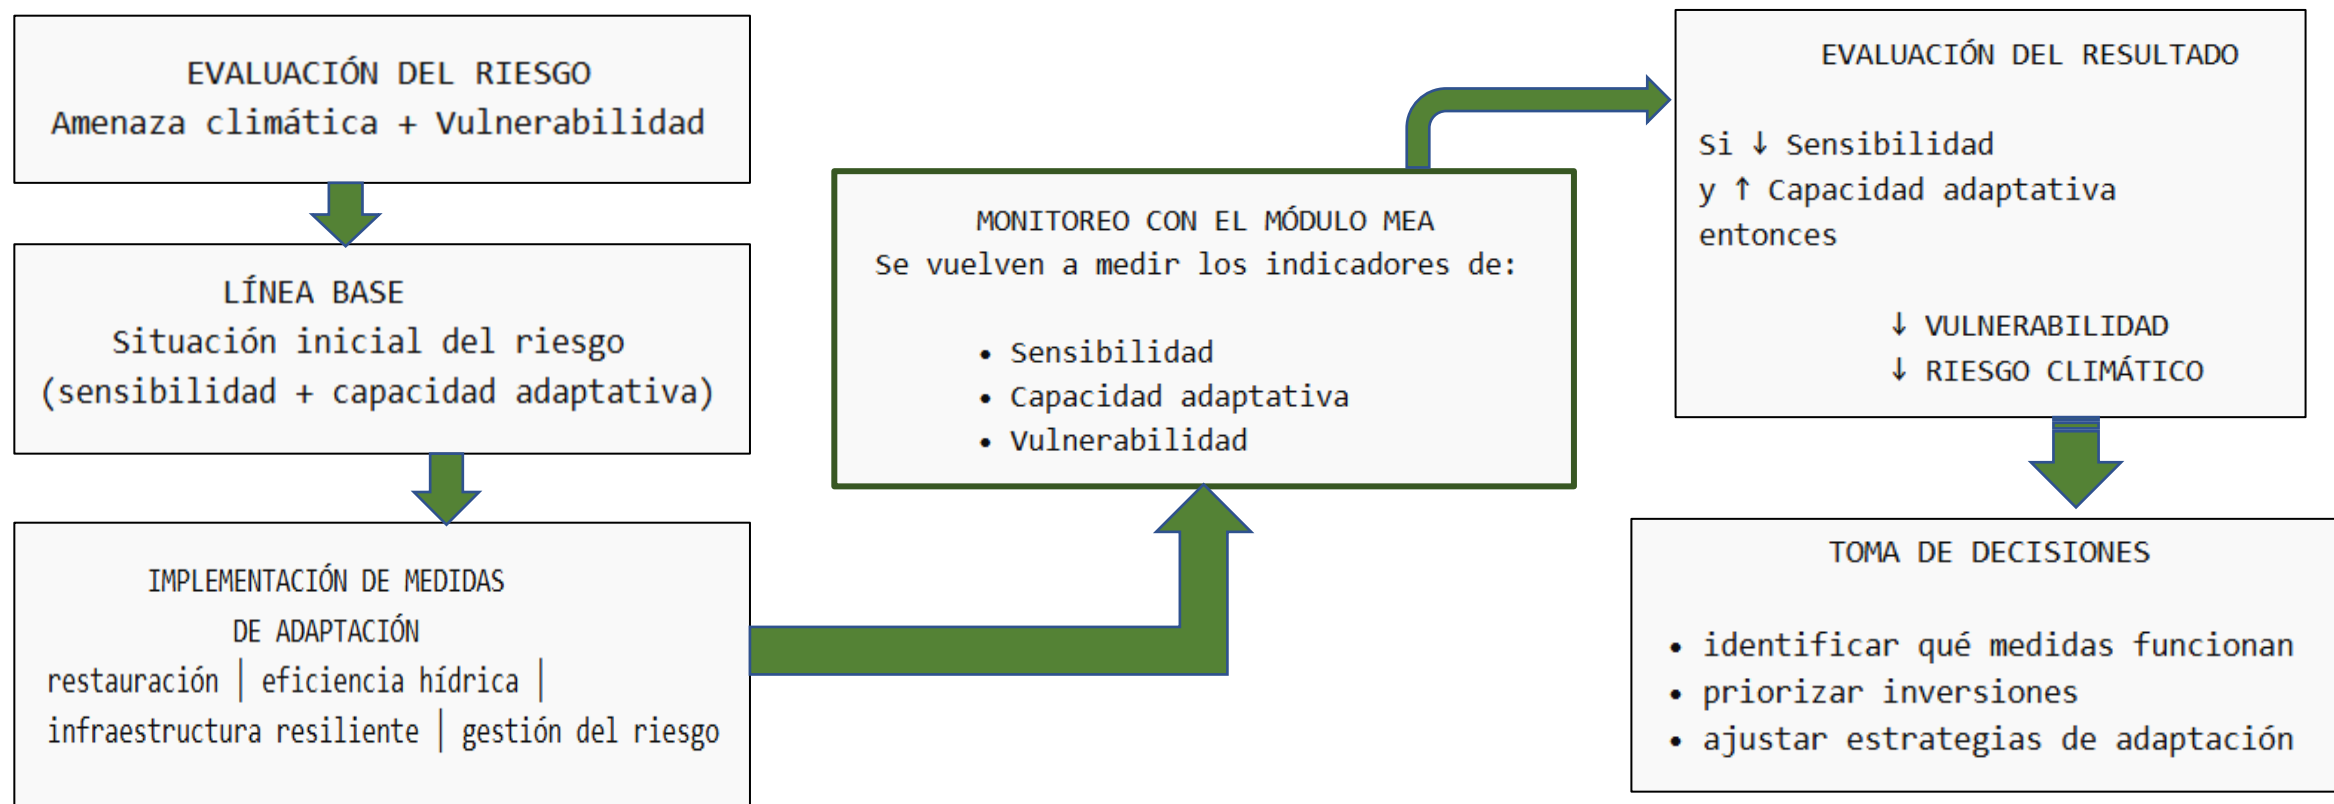 EVALUACIÓN DEL RIESGO
Amenaza climática + Vulnerabilidad
LÍNEA BASE
Situación inicial del riesgo
(sensibilidad + capacidad adaptativa)
IMPLEMENTACIÓN DE MEDIDAS
DE ADAPTACIÓN
restauración │ eficiencia hídrica │
infraestructura resiliente │ gestión del riesgo
MONITOREO CON EL MÓDULO MEA
Se vuelven a medir los indicadores de:
• Sensibilidad
• Capacidad adaptativa
• Vulnerabilidad
EVALUACIÓN DEL RESULTADO
Si ↓ Sensibilidad
y ↑ Capacidad adaptativa
entonces
↓ VULNERABILIDAD
↓ RIESGO CLIMÁTICO
TOMA DE DECISIONES
• identificar qué medidas funcionan
• priorizar inversiones
• ajustar estrategias de adaptación